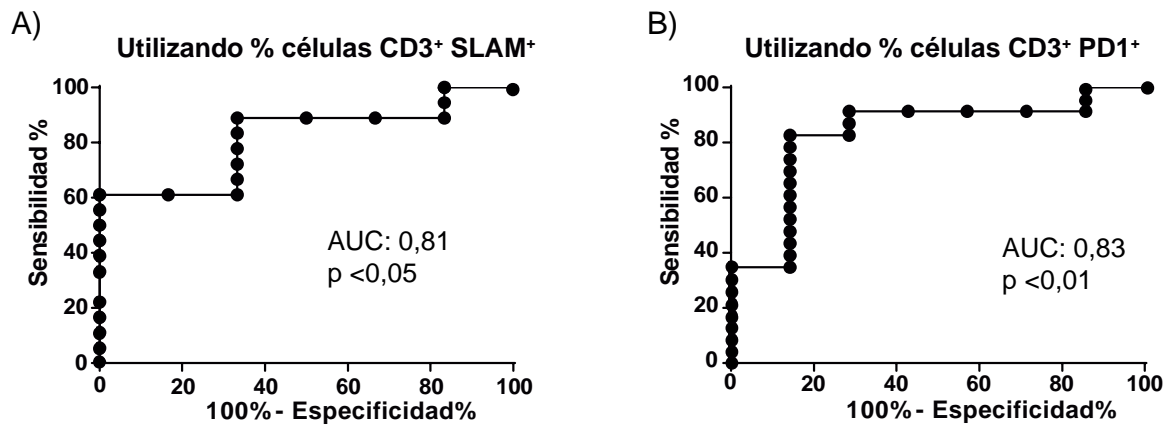 A)
Utilizando % células CD3⁺ SLAM⁺
100
80
60
40
20
0
Sensibilidad %
AUC: 0,81
p <0,05
0 20 40 60 80 100
100% - Especificidad%
B)
Utilizando % células CD3⁺ PD1⁺
100
80
60
40
20
0
Sensibilidad %
AUC: 0,83
p <0,01
0 20 40 60 80 100
100% - Especificidad%